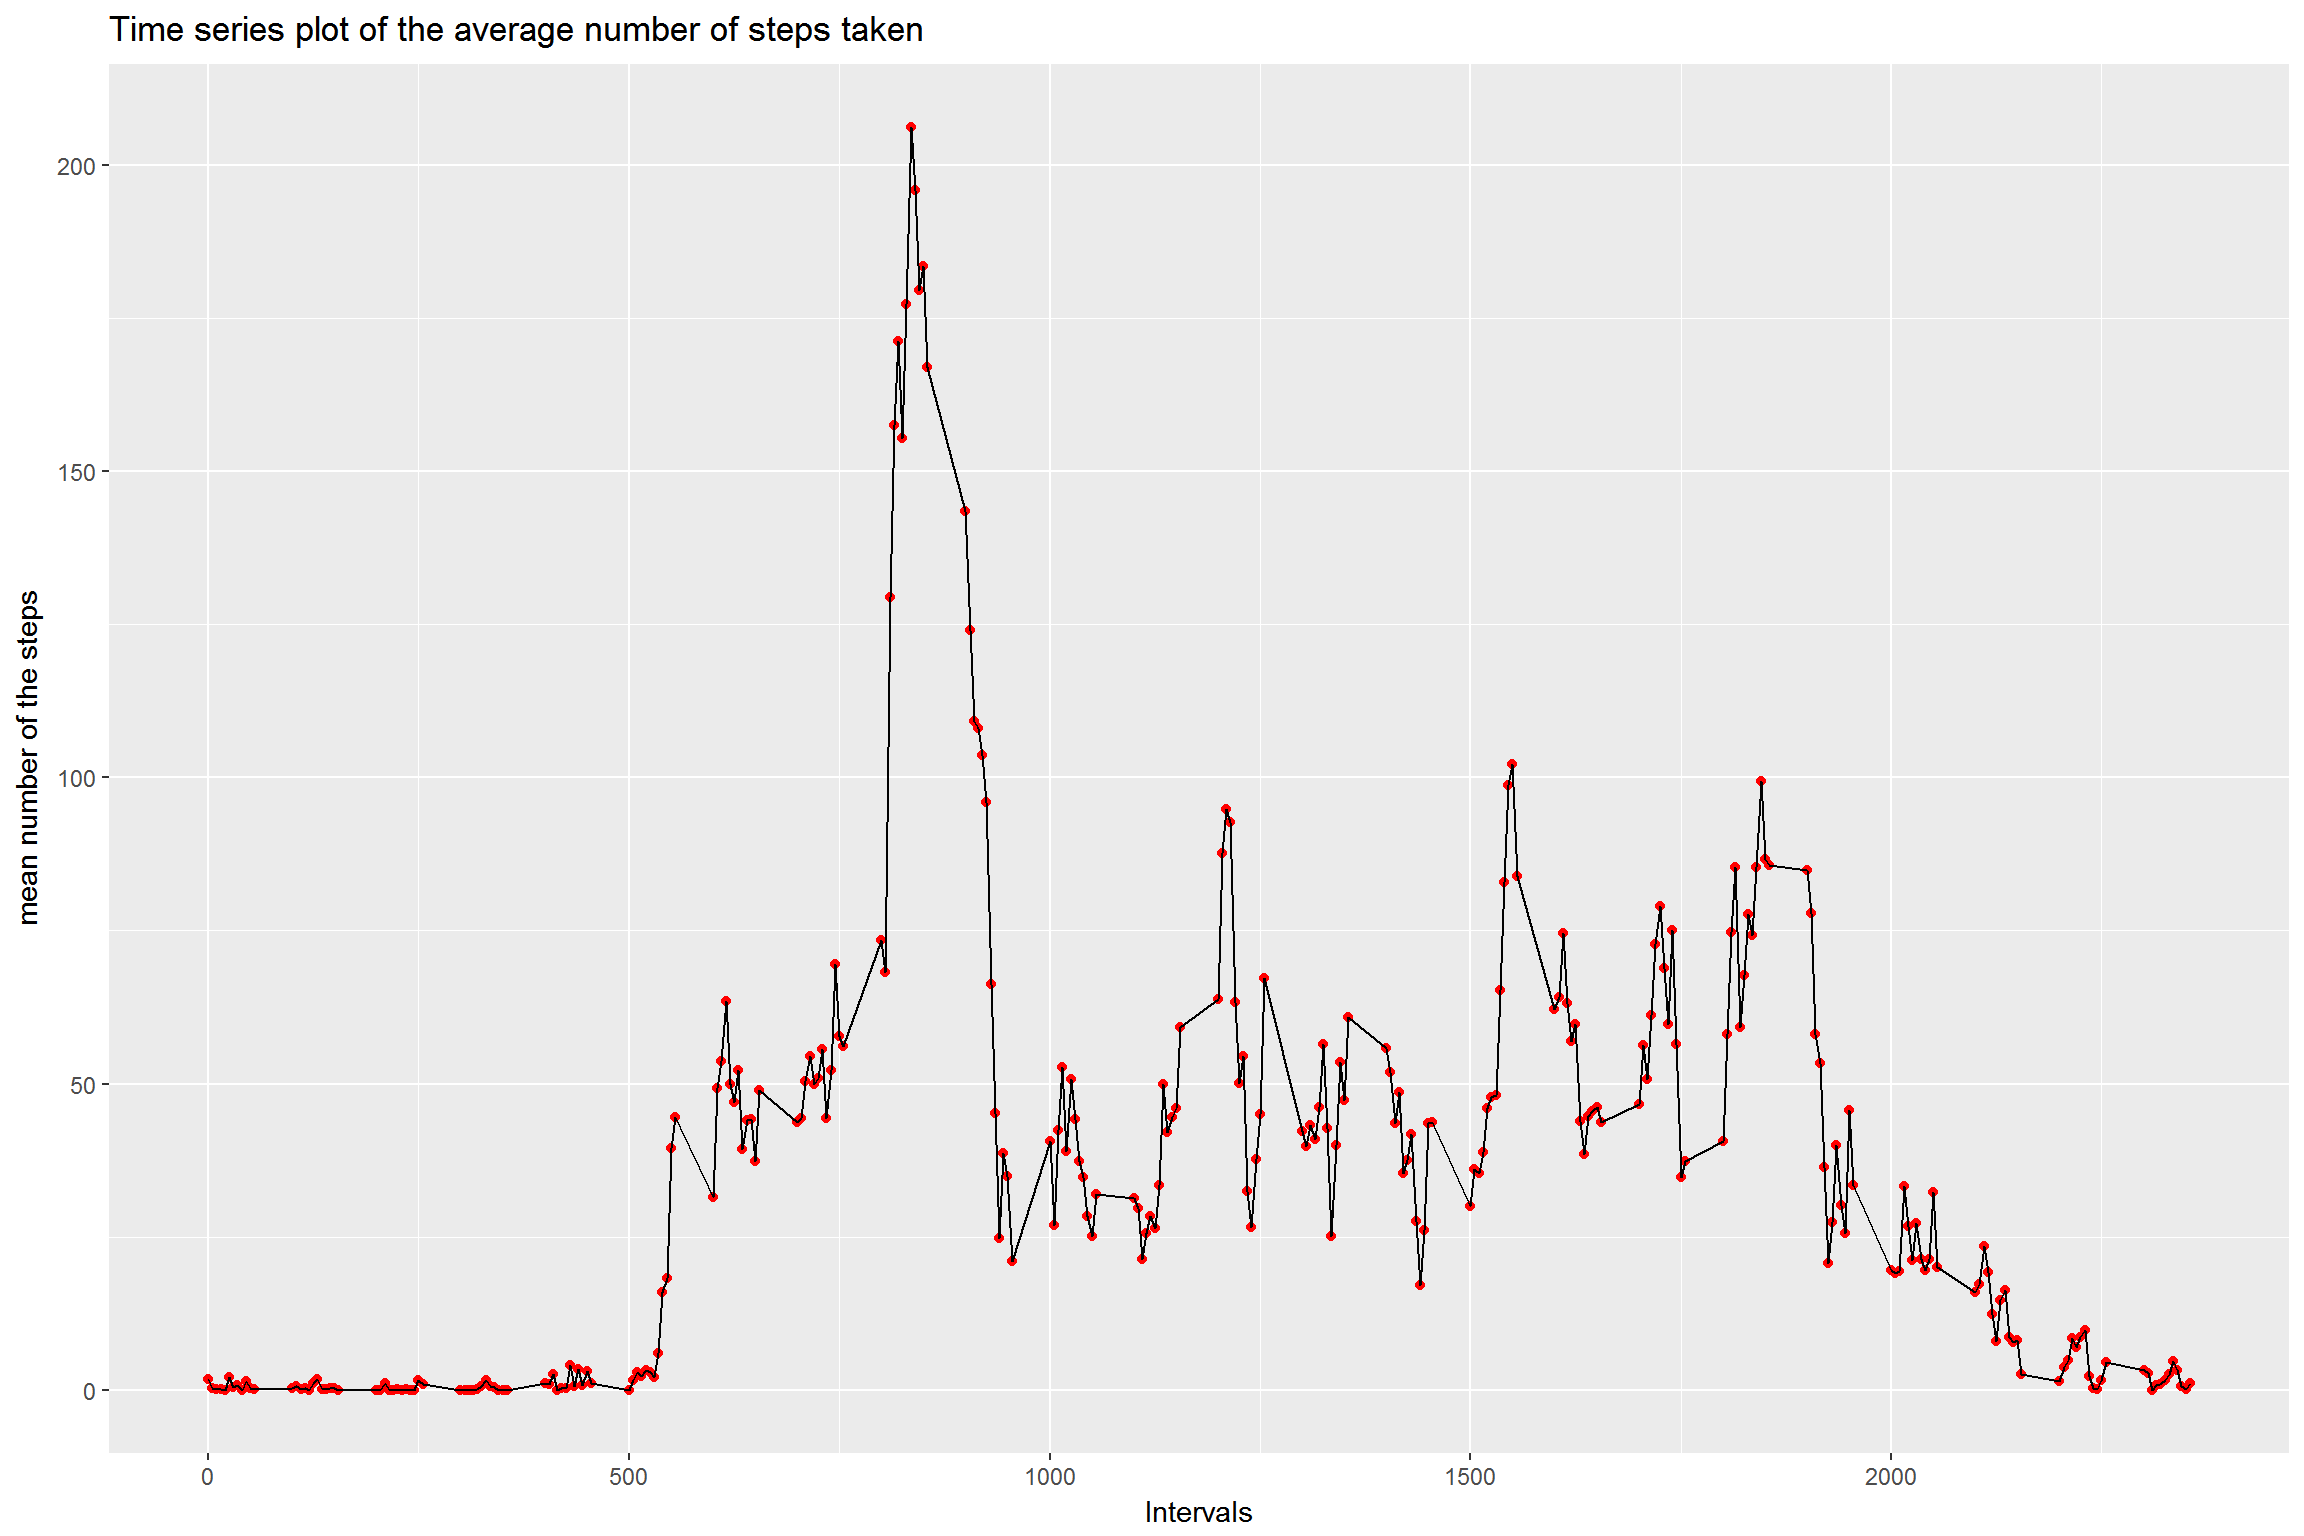 Time series plot of the average number of steps taken
mean number of the steps
200
150
100
50
0
0 500 1000 1500 2000
Intervals